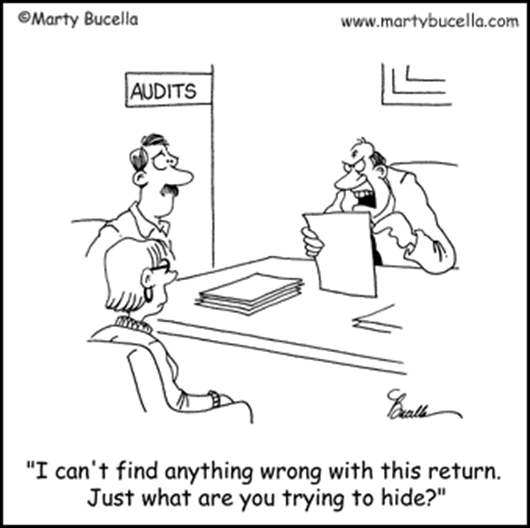 ©Marty Bucella
www.martybucella.com
AUDITS
Bucella
"I can't find anything wrong with this return.
Just what are you trying to hide?"